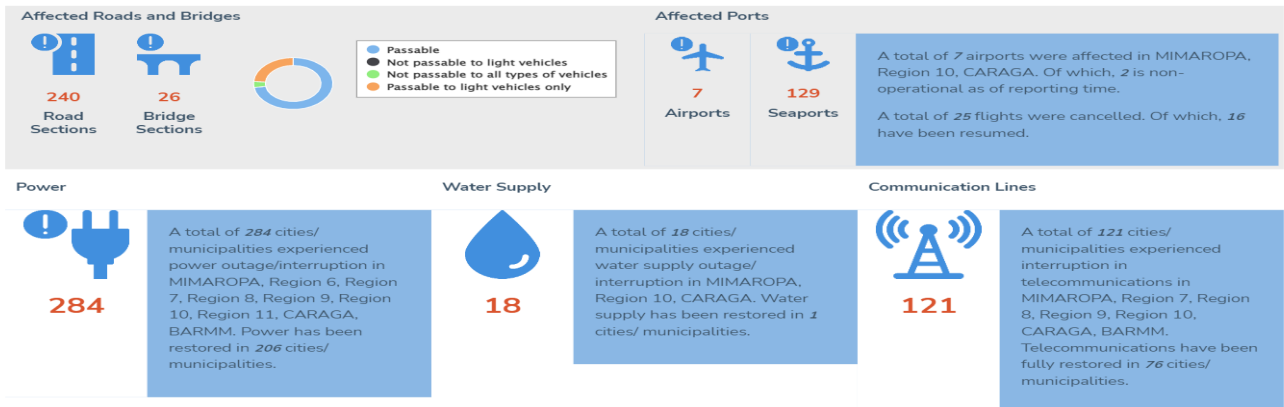 Affected Roads and Bridges
240
Road
Sections
26
Bridge
Sections
Passable
Not passable to light vehicles
Not passable to all types of vehicles
Passable to light vehicles only
Affected Ports
7
Airports
129
Seaports
A total of 7 airports were affected in MIMAROPA,
Region 10, CARAGA. Of which, 2 is non-
operational as of reporting time.
A total of 25 flights were cancelled. Of which, 16
have been resumed.
Power
284
A total of 284 cities/
municipalities experienced
power outage/interruption in
MIMAROPA, Region 6, Region
7, Region 8, Region 9, Region
10, Region 11, CARAGA,
BARMM. Power has been
restored in 206 cities/
municipalities.
Water Supply
18
A total of 18 cities/
municipalities experienced
water supply outage/
interruption in MIMAROPA,
Region 10, CARAGA. Water
supply has been restored in 1
cities/ municipalities.
Communication Lines
121
A total of 121 cities/
municipalities experienced
interruption in
telecommunications in
MIMAROPA, Region 7, Region
8, Region 9, Region 10,
CARAGA, BARMM.
Telecommunications have been
fully restored in 76 cities/
municipalities.